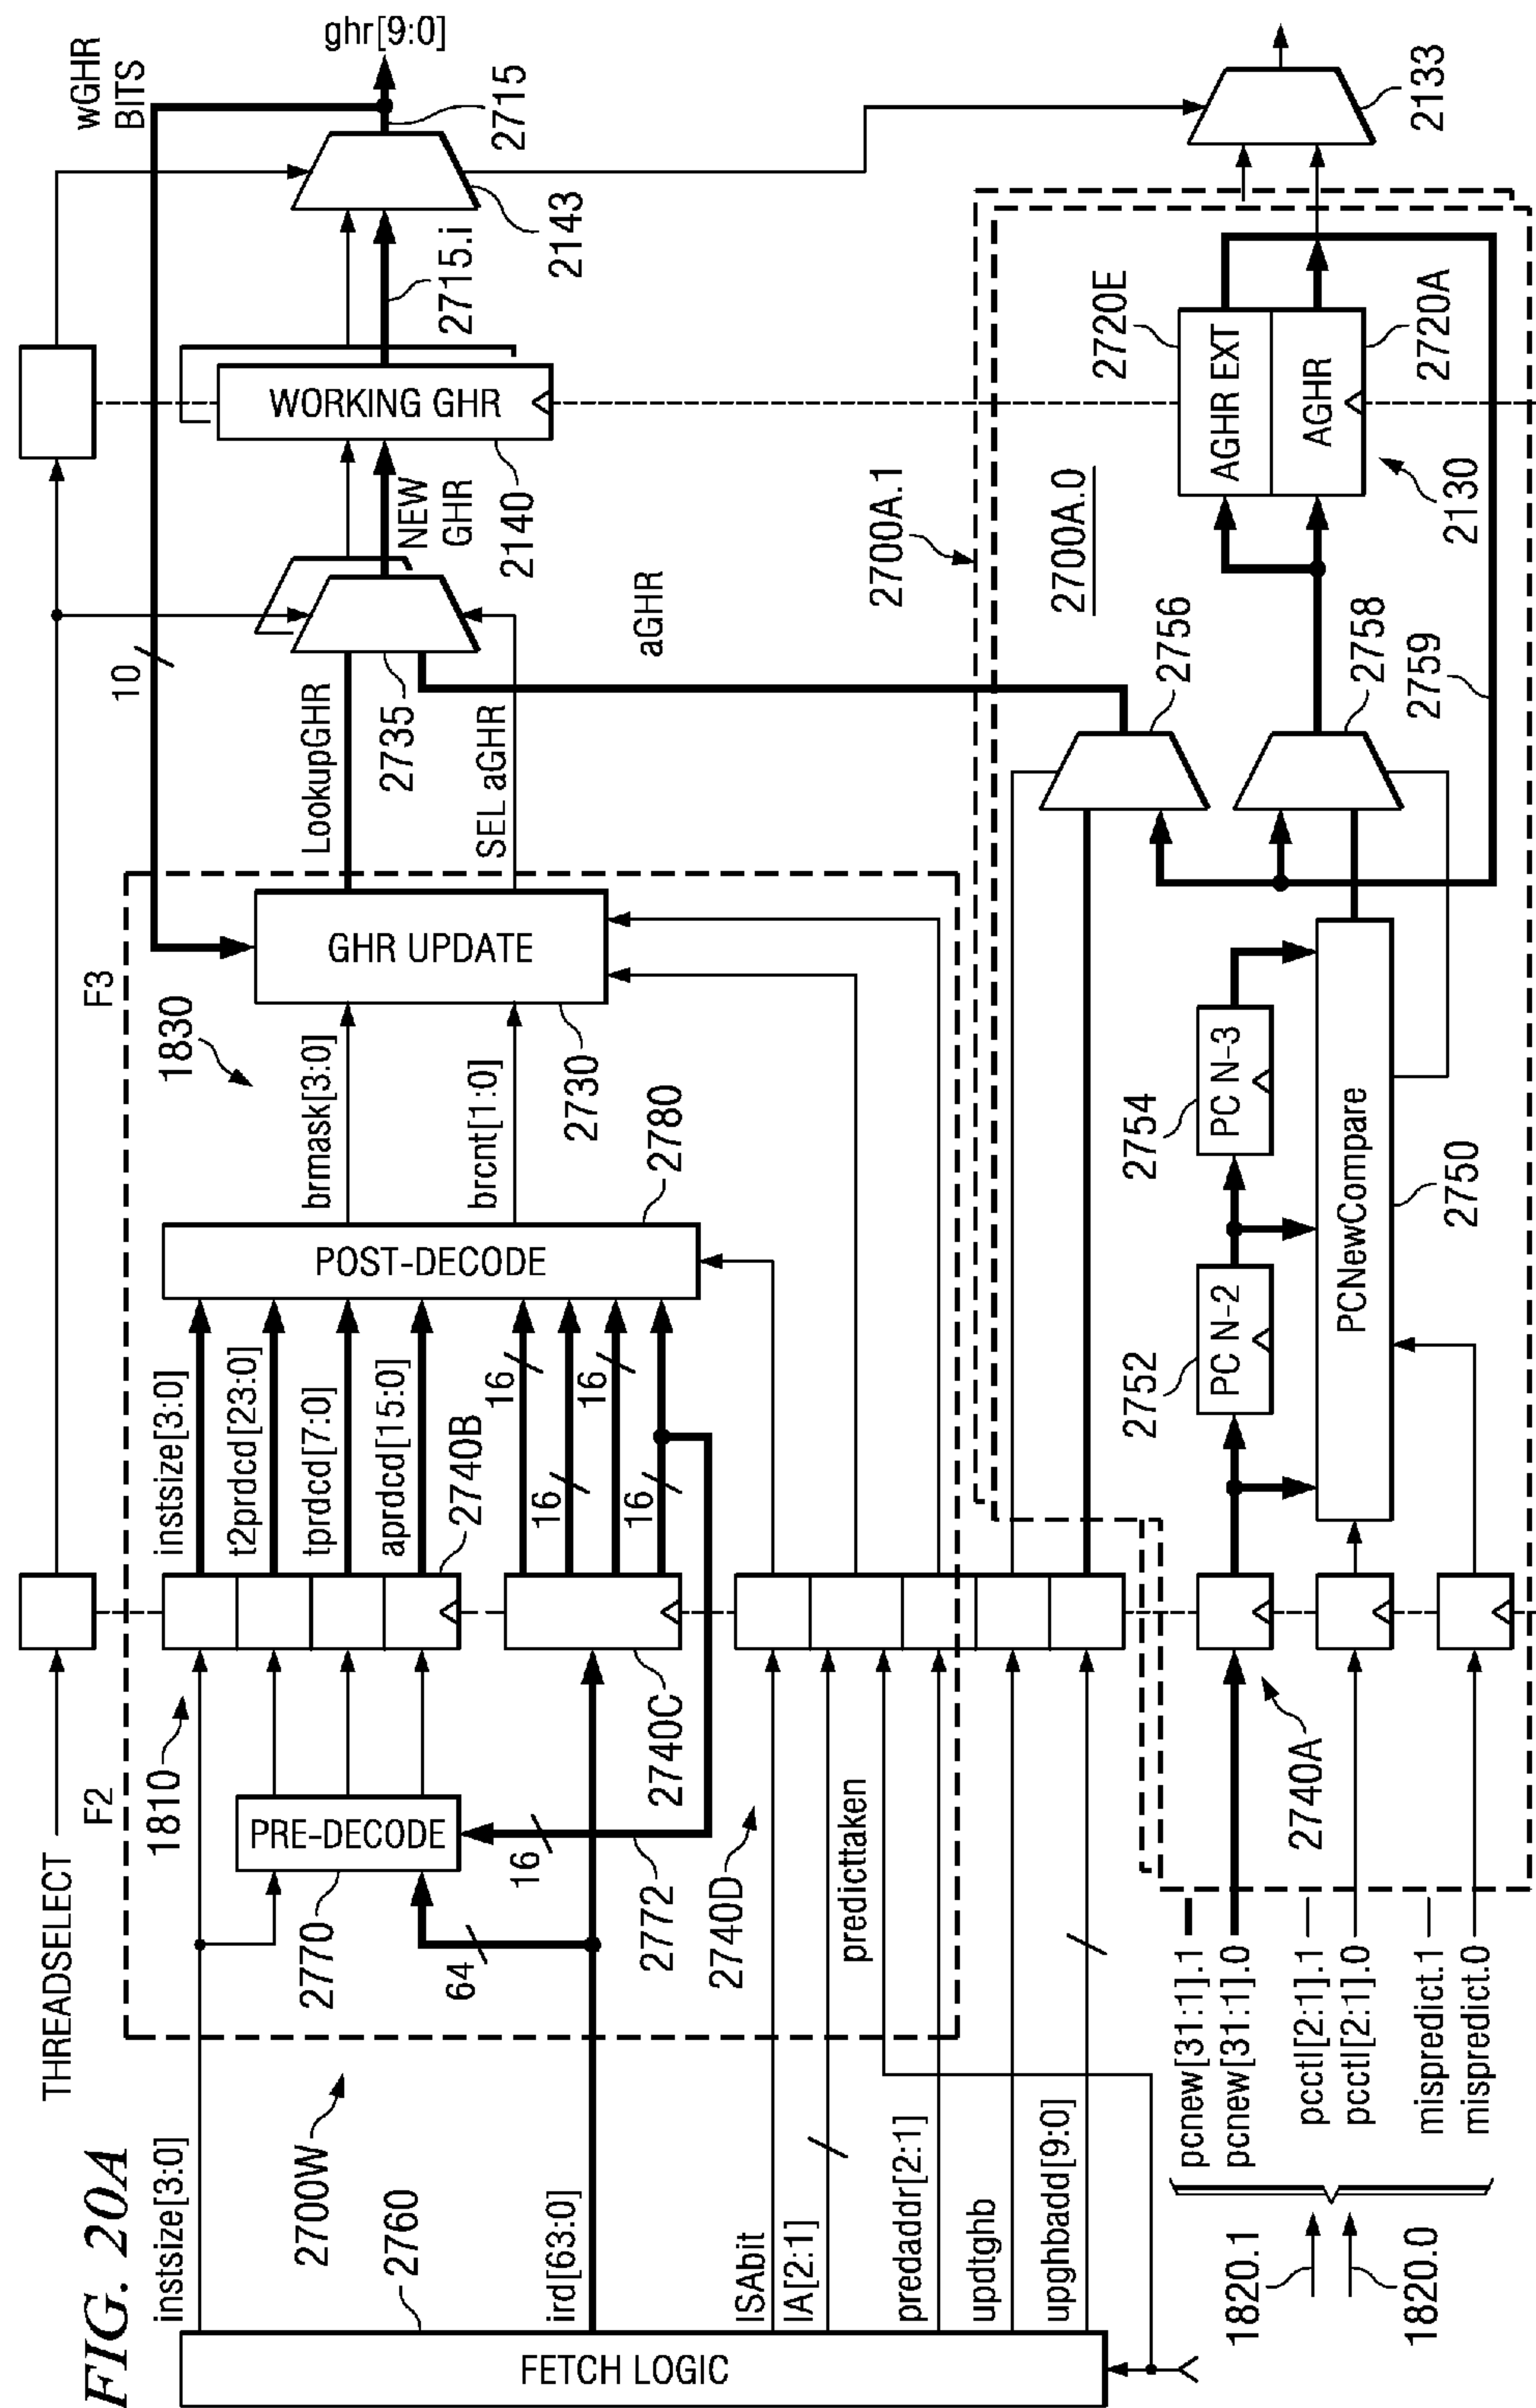 FIG. 20A
THREADSELECT
F2
F3
wGHR
BITS
ghr[9:0]
2715
1810
1830
10
instsize[3:0]
PRE-DECODE
2770
64
16
2772
instsize[3:0]
t2prdcd[23:0]
tprdcd[7:0]
aprdcd[15:0]
2740B
16
16
16
16
2740C
POST-DECODE
2780
brmask[3:0]
brcnt[1:0]
GHR UPDATE
2730
LookupGHR
SEL aGHR
2735
NEW
GHR
WORKING GHR
2140
2715.i
2143
2700W
2760
FETCH LOGIC
ird[63:0]
ISAbit
IA[2:1]
predaddr[2:1]
updtghb
upghbadd[9:0]
2740D
predicttaken
aGHR
2700A.1
2700A.0
2756
2758
2759
AGHR EXT
AGHR
2720E
2720A
2130
2133
2752
PC N-2
2754
PC N-3
PCNewCompare
2750
2740A
pcnew[31:1].1
pcnew[31:1].0
pcctl[2:1].1
pcctl[2:1].0
mispredict.1
mispredict.0
1820.1
1820.0